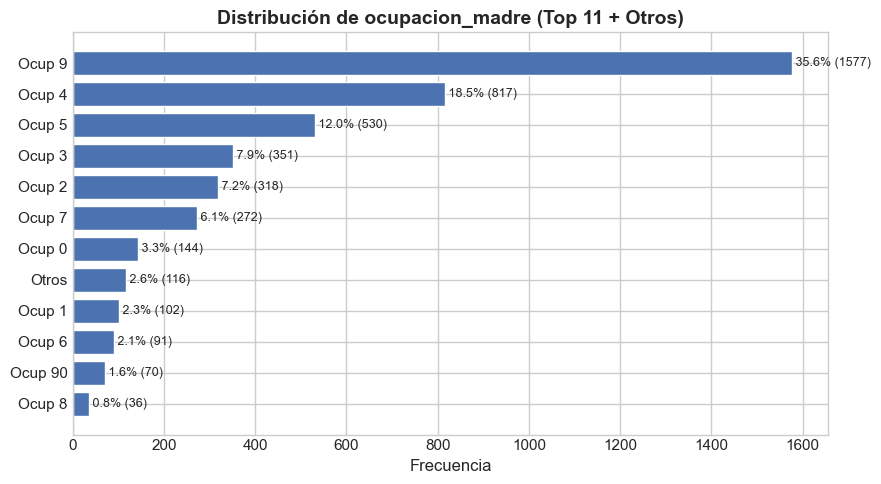 Distribución de ocupacion_madre (Top 11 + Otros)
Ocup 9 35.6% (1577)
Ocup 4 18.5% (817)
Ocup 5 12.0% (530)
Ocup 3 7.9% (351)
Ocup 2 7.2% (318)
Ocup 7 6.1% (272)
Ocup 0 3.3% (144)
Otros 2.6% (116)
Ocup 1 2.3% (102)
Ocup 6 2.1% (91)
Ocup 90 1.6% (70)
Ocup 8 0.8% (36)
0 200 400 600 800 1000 1200 1400 1600
Frecuencia